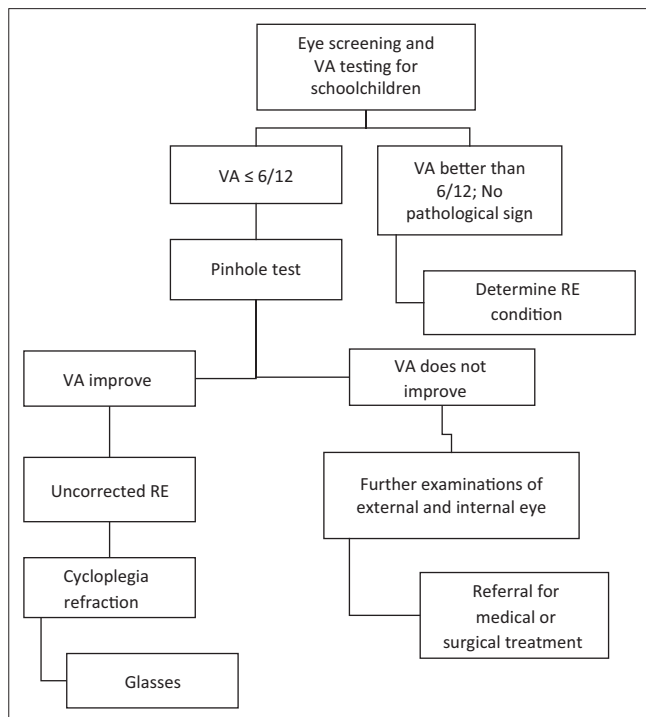 Eye screening and
VA testing for
schoolchildren
VA ≤ 6/12
VA better than
6/12; No
pathological sign
Pinhole test
Determine RE
condition
VA improve
VA does not
improve
Uncorrected RE
Further examinations of
external and internal eye
Cycloplegia
refraction
Referral for
medical or
surgical treatment
Glasses